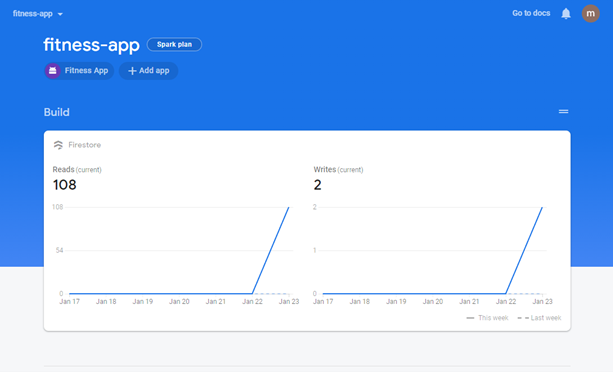 fitness-app
Go to docs
m
fitness-app
Spark plan
Fitness App
+ Add app
Build
Firestore
Reads (current)
108
108
54
0
Jan 17 Jan 18 Jan 19 Jan 20 Jan 21 Jan 22 Jan 23
Writes (current)
2
2
1
0
Jan 17 Jan 18 Jan 19 Jan 20 Jan 21 Jan 22 Jan 23
This week Last week